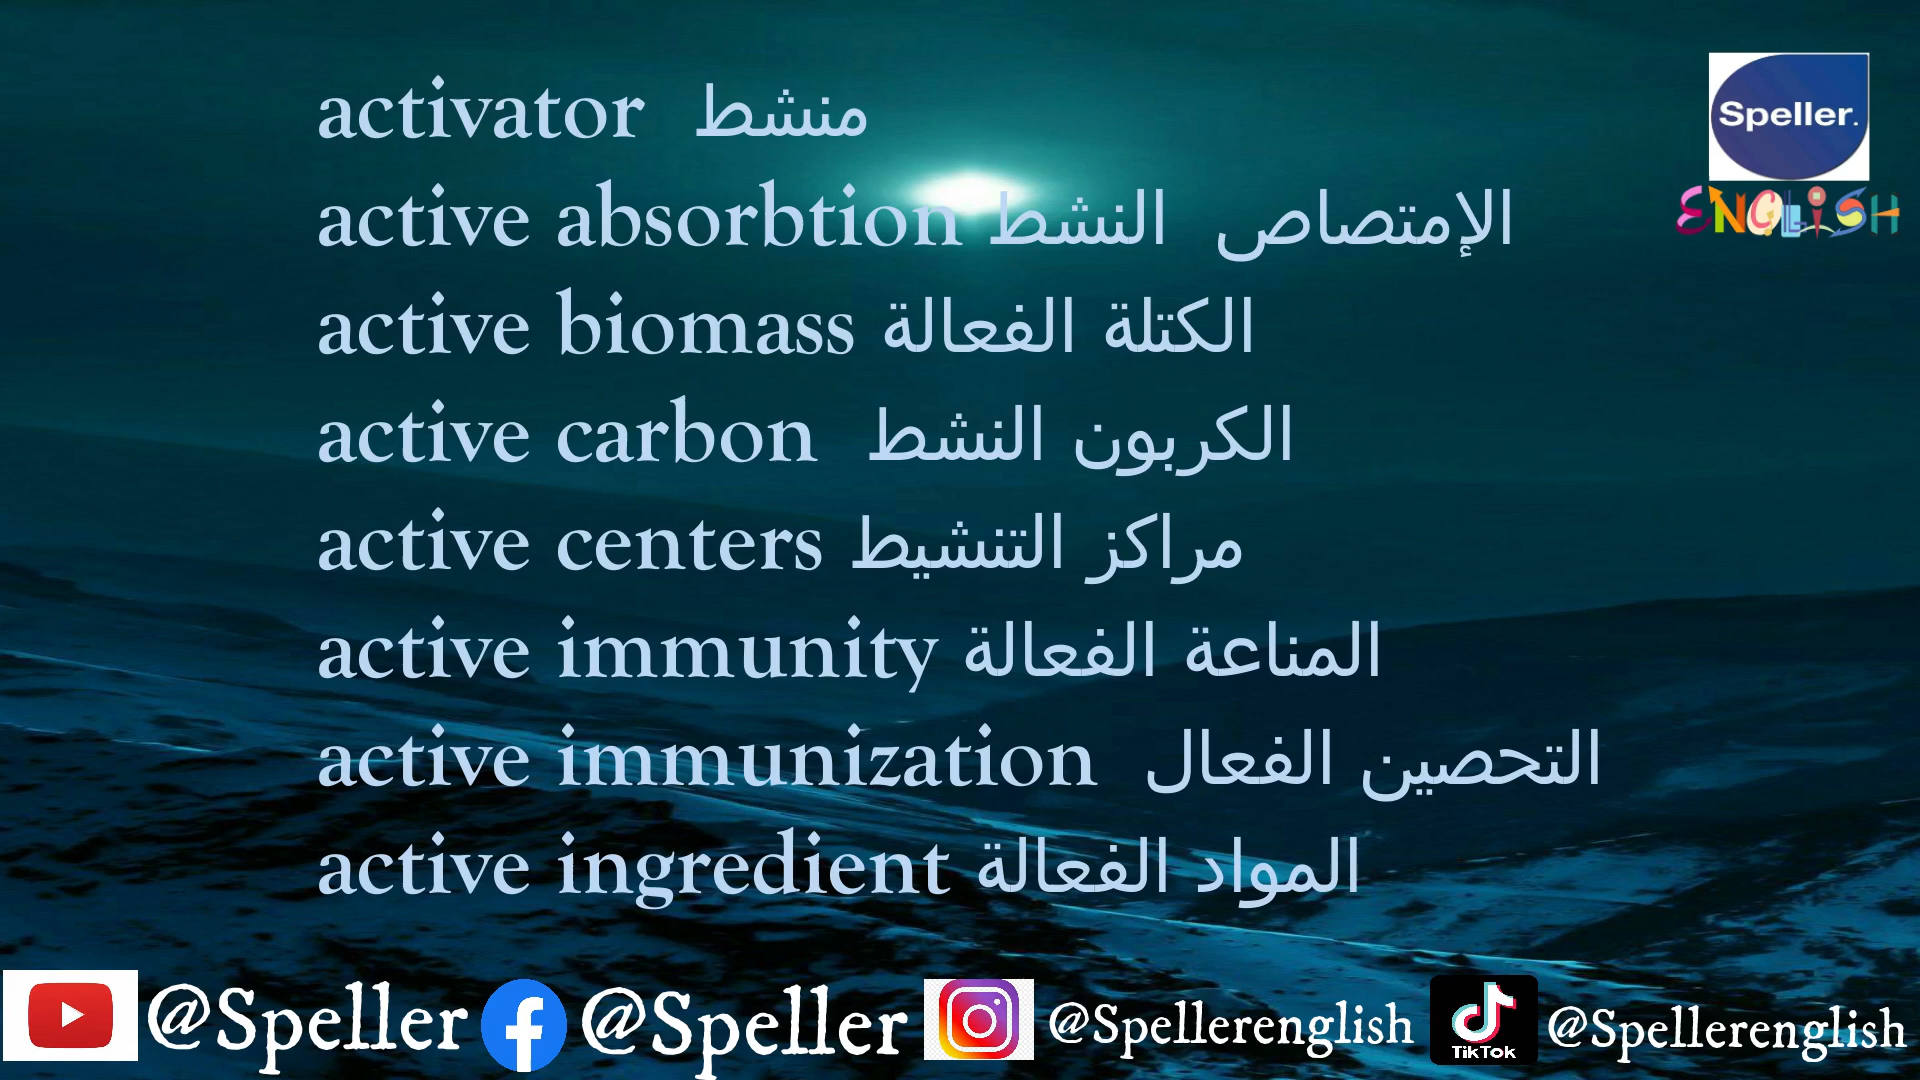 activator منشط
active absorbtion الإمتصاص النشط
active biomass الكتلة الفعالة
active carbon الكربون النشط
active centers مراكز التنشيط
active immunity المناعة الفعالة
active immunization التحصين الفعال
active ingredient المواد الفعالة
Speller.
ENGLISH
@Speller @Speller @Spellerenglish TikTok @Spellerenglish